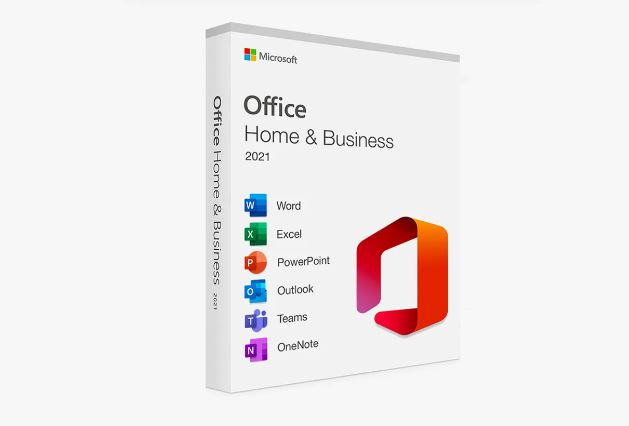 Microsoft
Office
Home & Business
2021
W Word
X Excel
P PowerPoint
O Outlook
T Teams
N OneNote
Office Home & Business 2021